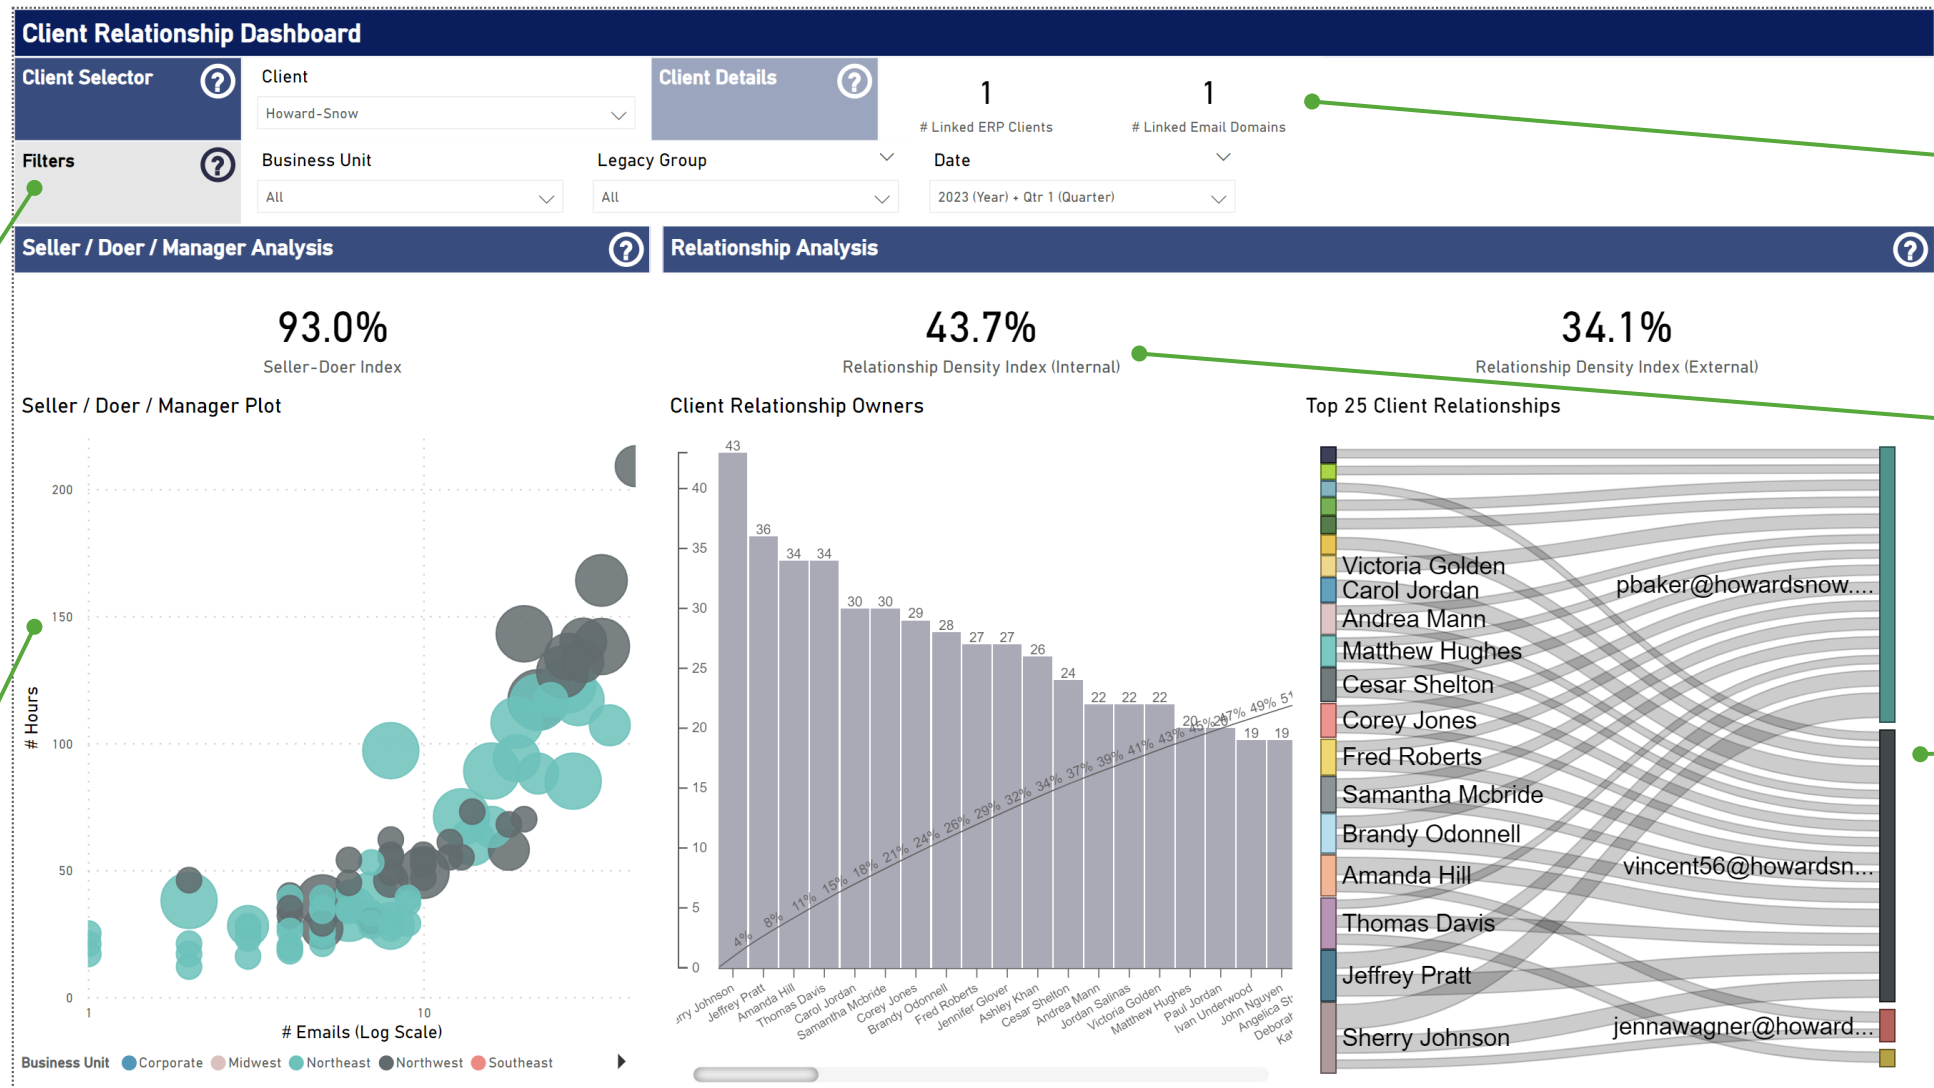 Client Relationship Dashboard
Client Selector ?
Client
Howard-Snow
Client Details ?
1
# Linked ERP Clients
1
# Linked Email Domains
Filters ?
Business Unit
All
Legacy Group
All
Date
2023 (Year) + Qtr 1 (Quarter)
Seller / Doer / Manager Analysis ?
Relationship Analysis ?
93.0%
Seller-Doer Index
43.7%
Relationship Density Index (Internal)
34.1%
Relationship Density Index (External)
Seller / Doer / Manager Plot
# Hours
200
150
100
50
0
1 10
# Emails (Log Scale)
Business Unit Corporate Midwest Northeast Northwest Southeast
Client Relationship Owners
40
35
30
25
20
15
10
5
0
43 36 34 34 30 30 29 28 27 27 26 24 22 22 22 20 20 19 19
4% 8% 11% 15% 18% 21% 24% 26% 29% 32% 34% 37% 39% 41% 43% 45% 47% 49%
Johnson
Jeffrey Pratt
Amanda Hill
Thomas Davis
Carol Jordan
Samantha Mcbride
Corey Jones
Brandy Odonnell
Fred Roberts
Jennifer Glover
Ashley Khan
Cesar Shelton
Andrea Mann
Jordan Salinas
Victoria Golden
Matthew Hughes
Paul Jordan
Ivan Underwood
John Nguyen
Angelica
Top 25 Client Relationships
Victoria Golden
Carol Jordan
Andrea Mann
Matthew Hughes
Cesar Shelton
Corey Jones
Fred Roberts
Samantha Mcbride
Brandy Odonnell
Amanda Hill
Thomas Davis
Jeffrey Pratt
Sherry Johnson
pbaker@howardsnow....
vincent56@howardsn...
jennawagner@howard...